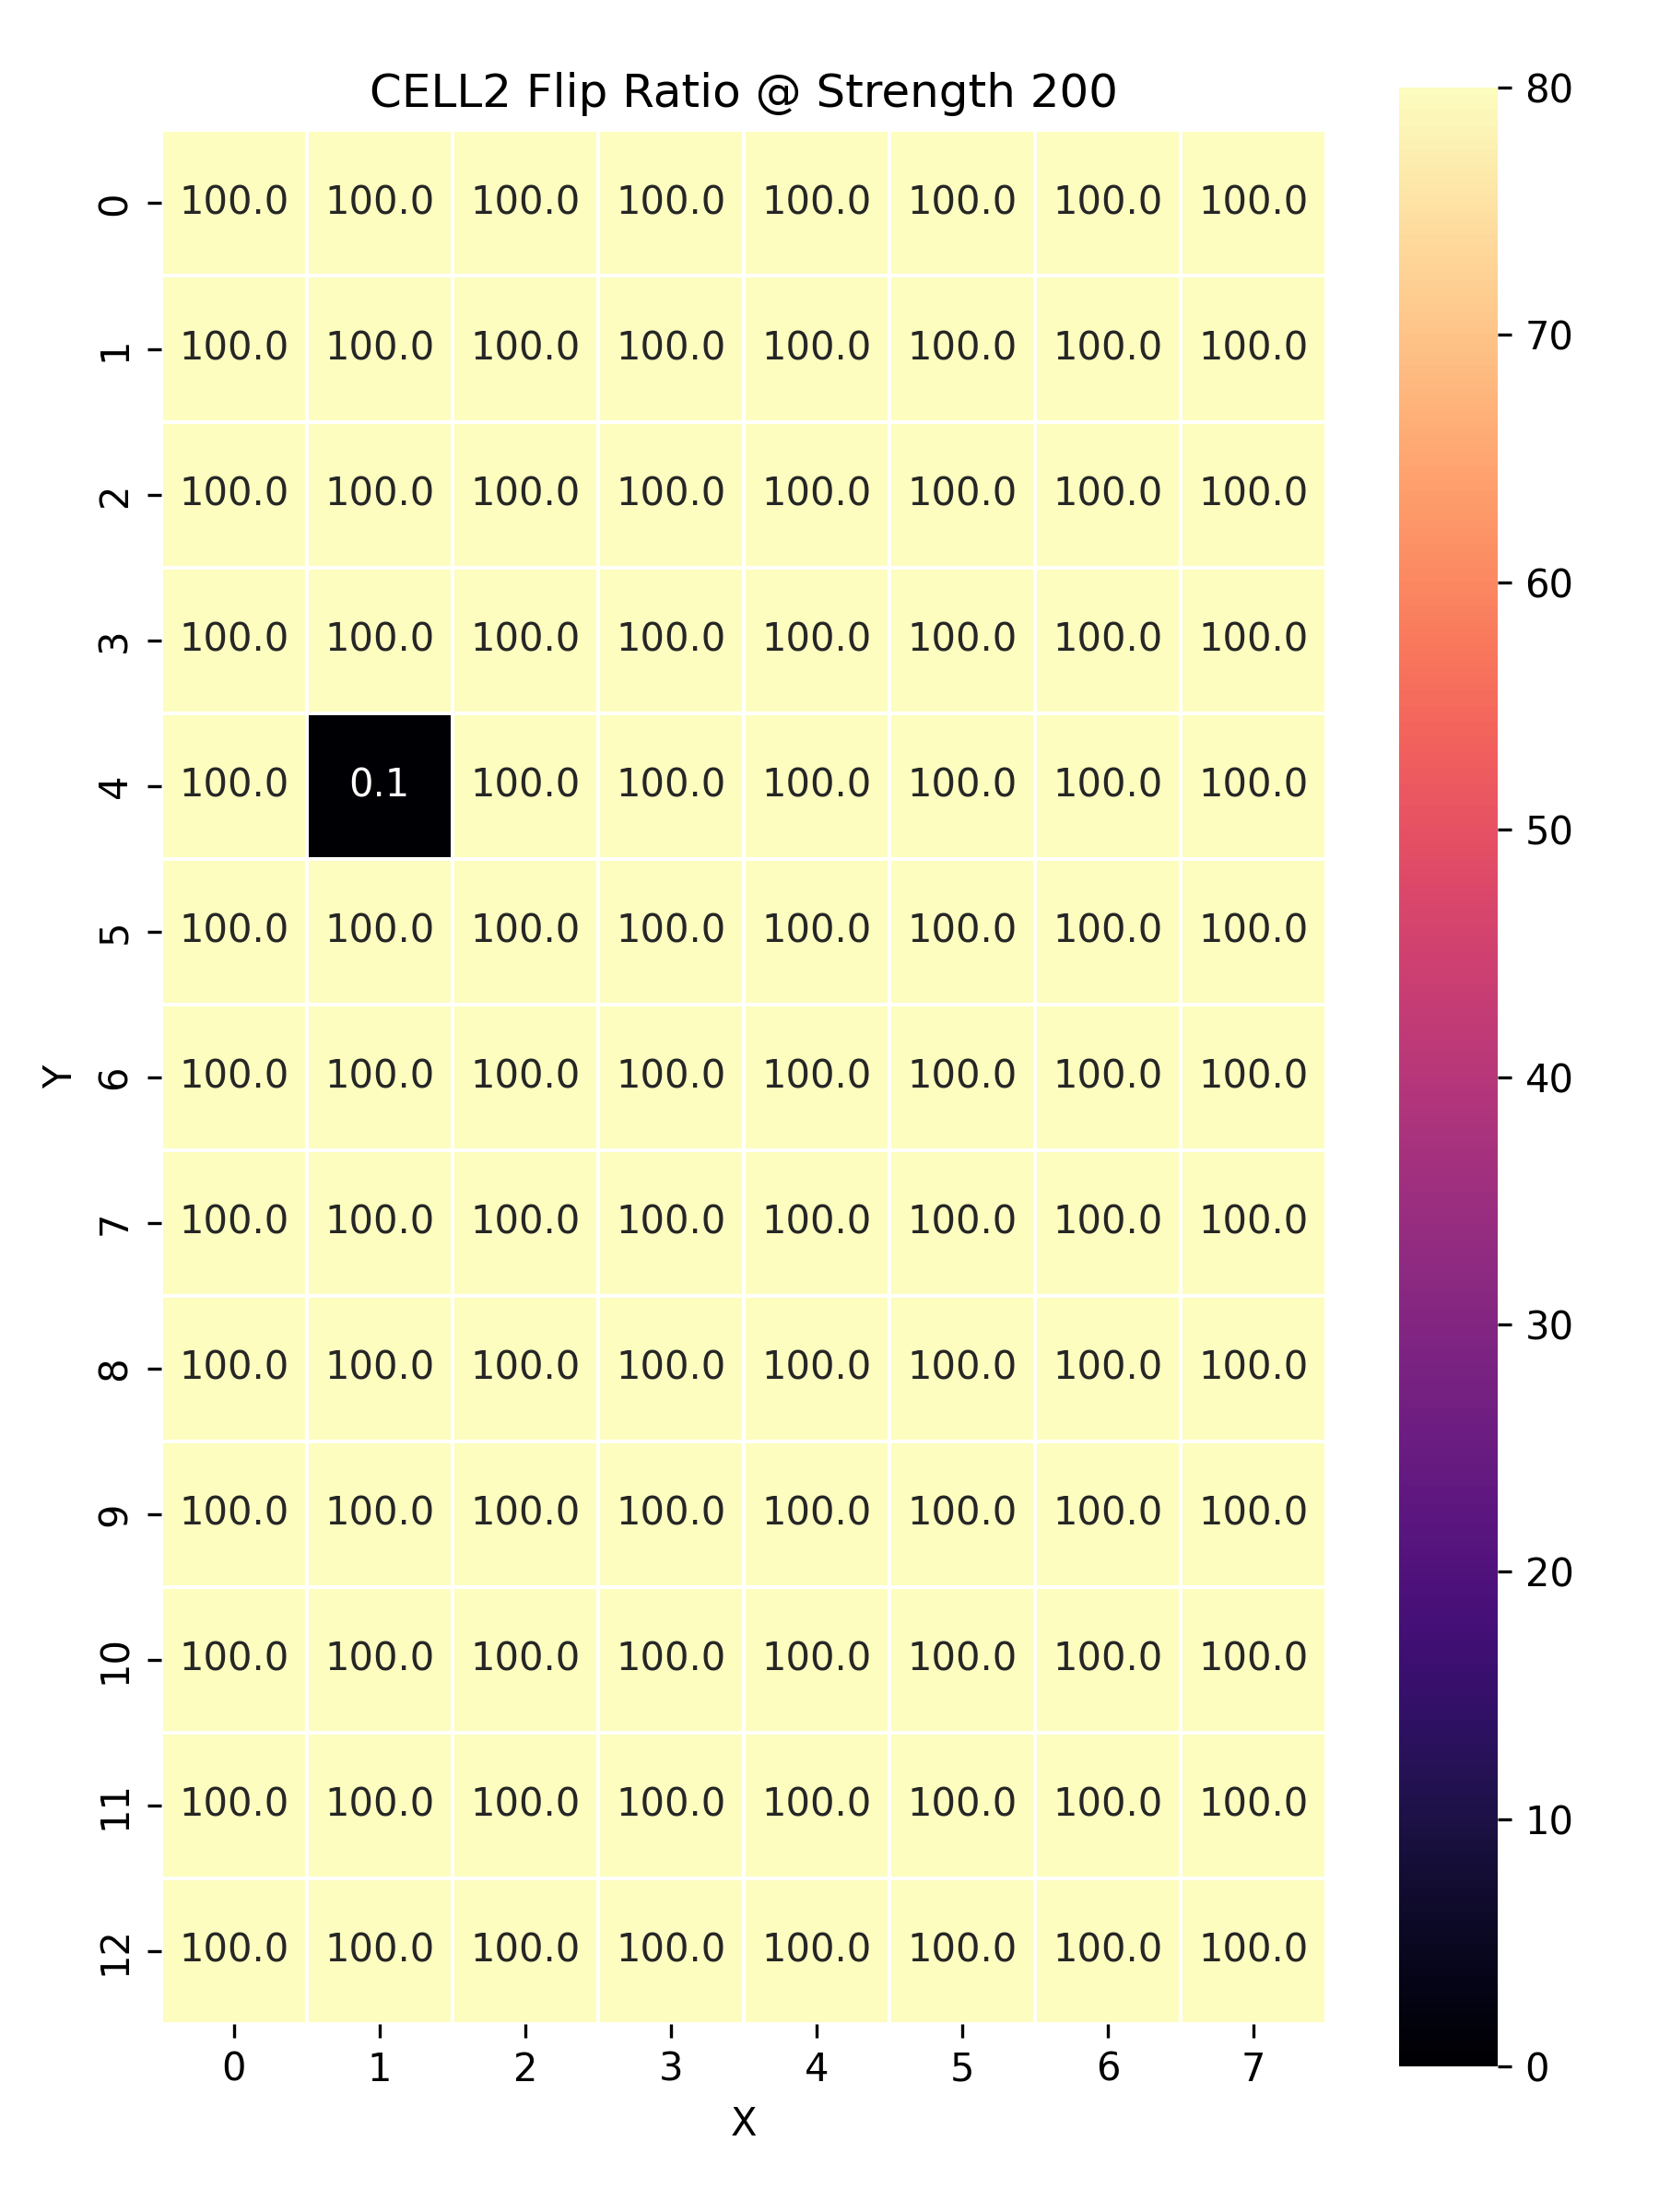 CELL2 Flip Ratio @ Strength 200
80
0 100.0 100.0 100.0 100.0 100.0 100.0 100.0 100.0
1 100.0 100.0 100.0 100.0 100.0 100.0 100.0 100.0
70
2 100.0 100.0 100.0 100.0 100.0 100.0 100.0 100.0
60
3 100.0 100.0 100.0 100.0 100.0 100.0 100.0 100.0
4 100.0 0.1 100.0 100.0 100.0 100.0 100.0 100.0
50
5 100.0 100.0 100.0 100.0 100.0 100.0 100.0 100.0
Y
6 100.0 100.0 100.0 100.0 100.0 100.0 100.0 100.0
40
7 100.0 100.0 100.0 100.0 100.0 100.0 100.0 100.0
30
8 100.0 100.0 100.0 100.0 100.0 100.0 100.0 100.0
9 100.0 100.0 100.0 100.0 100.0 100.0 100.0 100.0
20
10 100.0 100.0 100.0 100.0 100.0 100.0 100.0 100.0
11 100.0 100.0 100.0 100.0 100.0 100.0 100.0 100.0
10
12 100.0 100.0 100.0 100.0 100.0 100.0 100.0 100.0
0
0 1 2 3 4 5 6 7
X